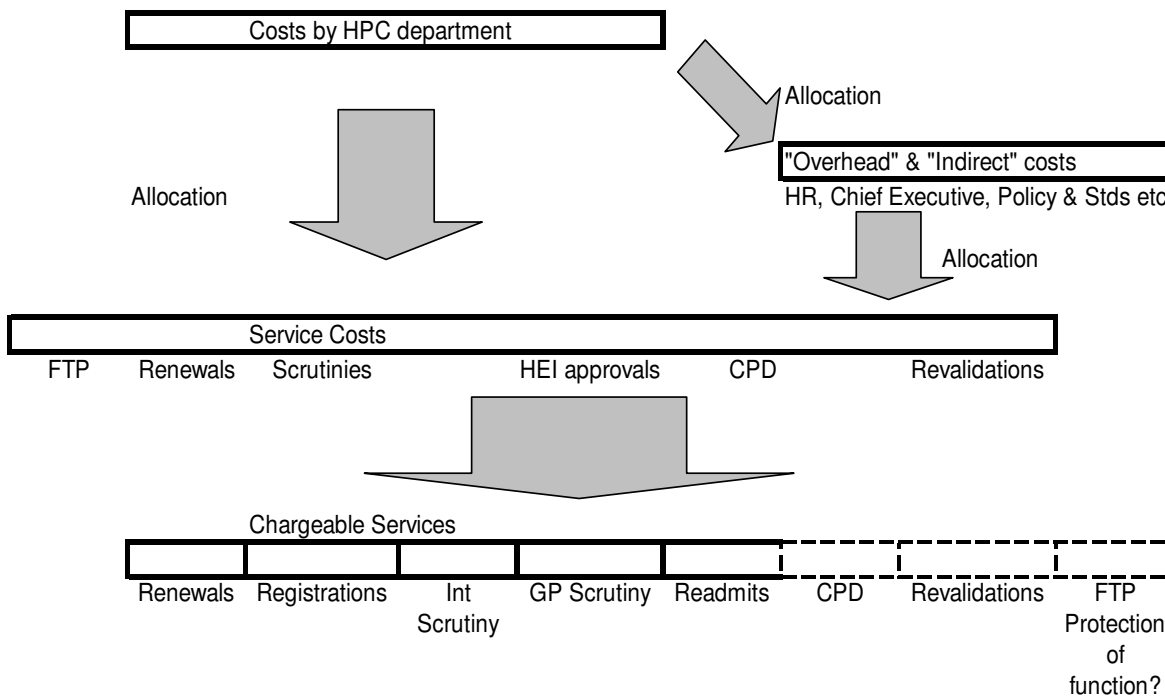 Costs by HPC department
Allocation
"Overhead" & "Indirect" costs
Allocation
HR, Chief Executive, Policy & Stds etc
Allocation
Service Costs
FTP Renewals Scrutinies HEI approvals CPD Revalidations
Chargeable Services
Renewals Registrations Int GP Scrutiny Readmits CPD Revalidations FTP
Scrutiny Protection
of
function?